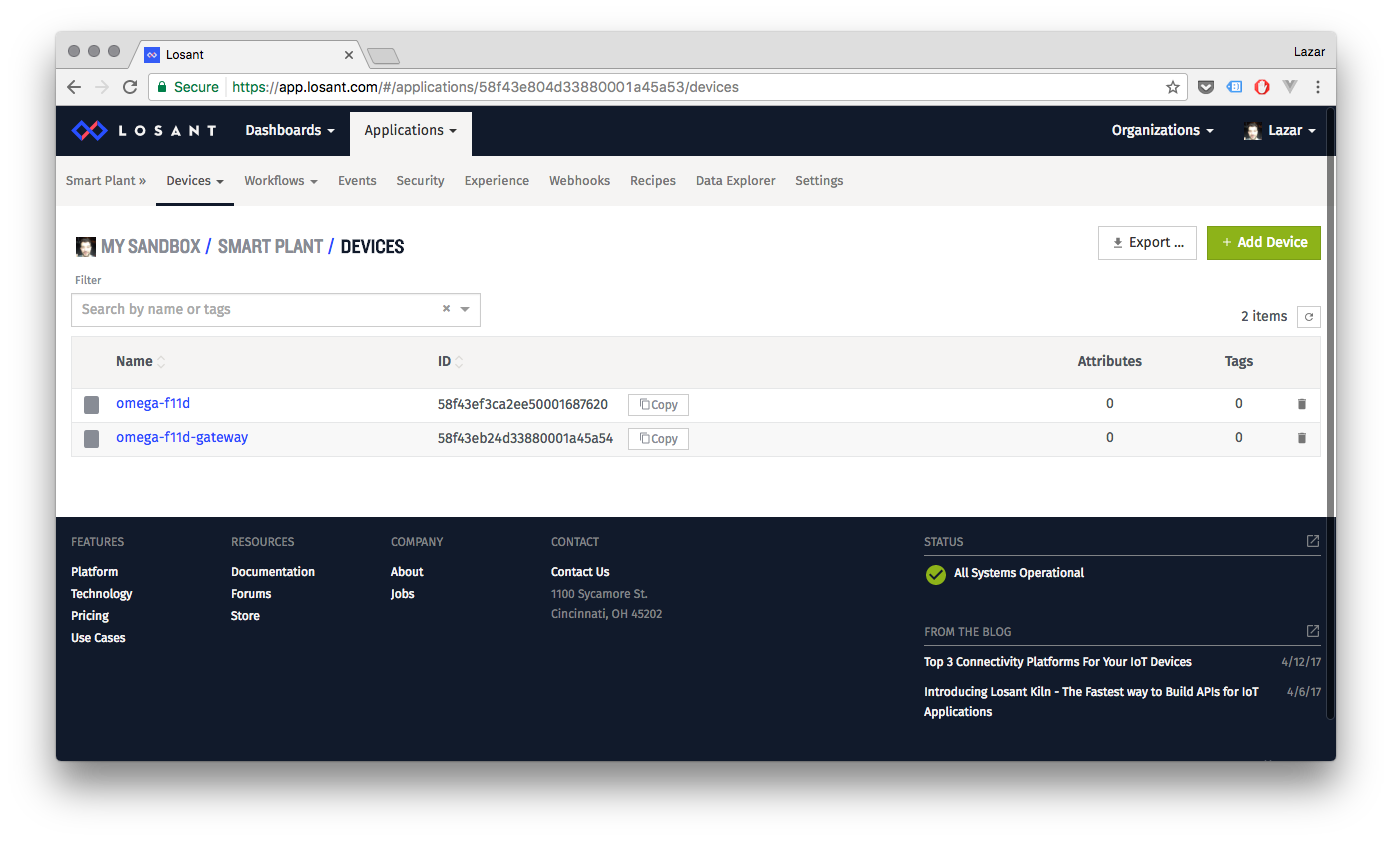 Losant
Lazar
Secure https://app.losant.com/#/applications/58f43e804d33880001a45a53/devices
LOSANT Dashboards Applications Organizations Lazar
Smart Plant » Devices Workflows Events Security Experience Webhooks Recipes Data Explorer Settings
MY SANDBOX / SMART PLANT / DEVICES Export ... + Add Device
Filter
Search by name or tags
2 items
Name ID Attributes Tags
omega-f11d 58f43ef3ca2ee50001687620 Copy 0 0
omega-f11d-gateway 58f43eb24d33880001a45a54 Copy 0 0
FEATURES RESOURCES COMPANY CONTACT STATUS
Platform Documentation About Contact Us All Systems Operational
Technology Forums Jobs 1100 Sycamore St.
Pricing Store Cincinnati, OH 45202
Use Cases FROM THE BLOG
Top 3 Connectivity Platforms For Your IoT Devices 4/12/17
Introducing Losant Kiln - The Fastest way to Build APIs for IoT 4/6/17
Applications